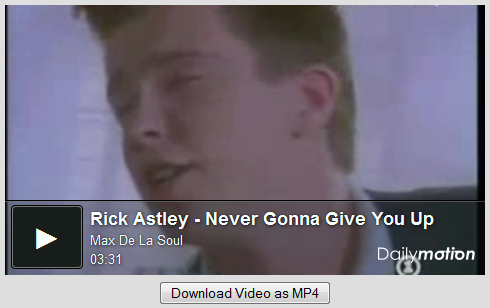 Rick Astley - Never Gonna Give You Up
Max De La Soul
03:31
Dailymotion
Download Video as MP4